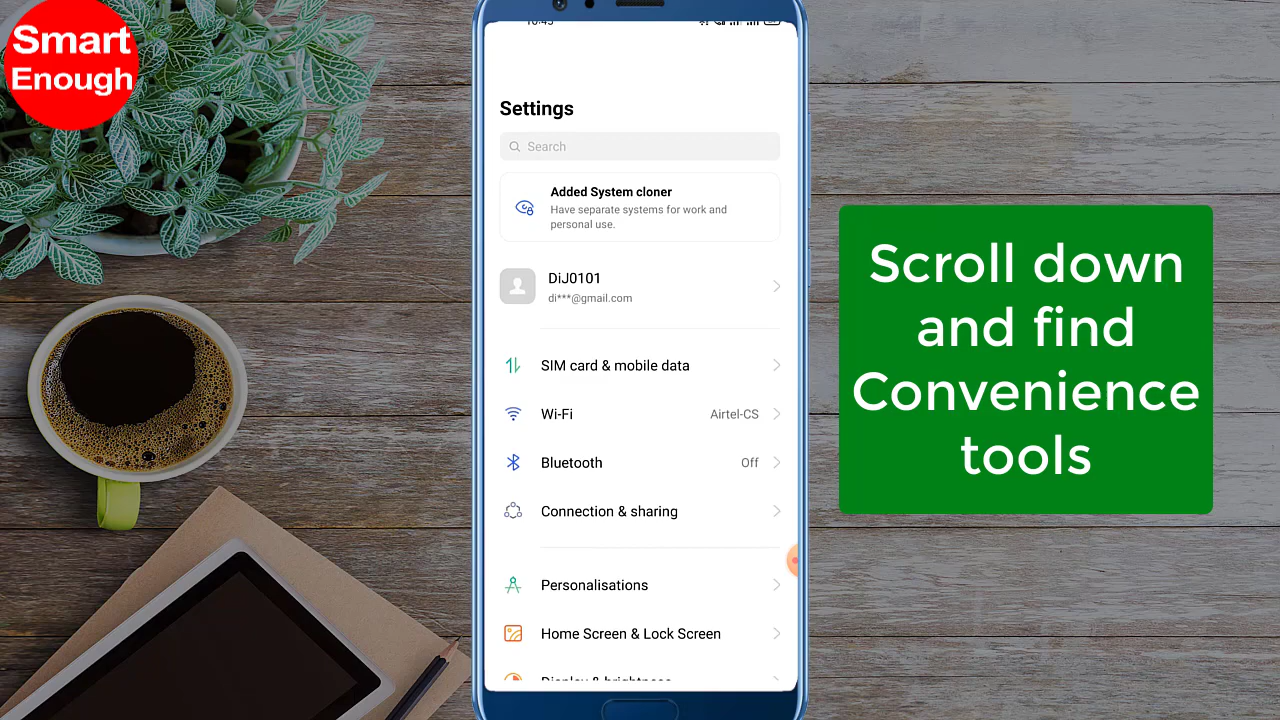 Smart
Enough
Settings
Search
Added System cloner
Have separate systems for work and
personal use.
DiJ0101
di***@gmail.com
SIM card & mobile data
Wi-Fi Airtel-CS
Bluetooth Off
Connection & sharing
Personalisations
Home Screen & Lock Screen
Display & brightness
Scroll down
and find
Convenience
tools